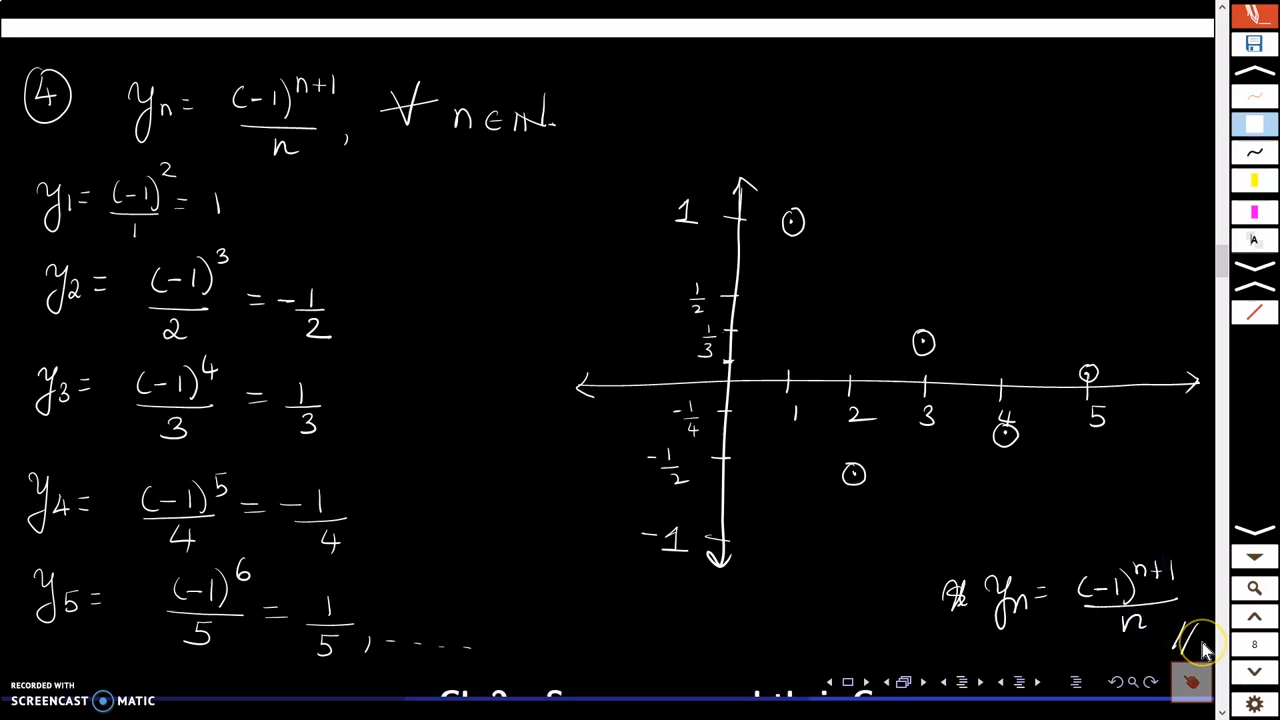 ④ yn = (-1)^{n+1}/n, ∀ n ∈ ℕ.
y1 = (-1)^2/1 = 1
y2 = (-1)^3/2 = -1/2
y3 = (-1)^4/3 = 1/3
y4 = (-1)^5/4 = -1/4
y5 = (-1)^6/5 = 1/5, -----
1
1/2
1/3
-1/4
-1/2
-1
1 2 3 4 5
yn = (-1)^{n+1}/n //
RECORDED WITH
SCREENCAST MATIC
8
A